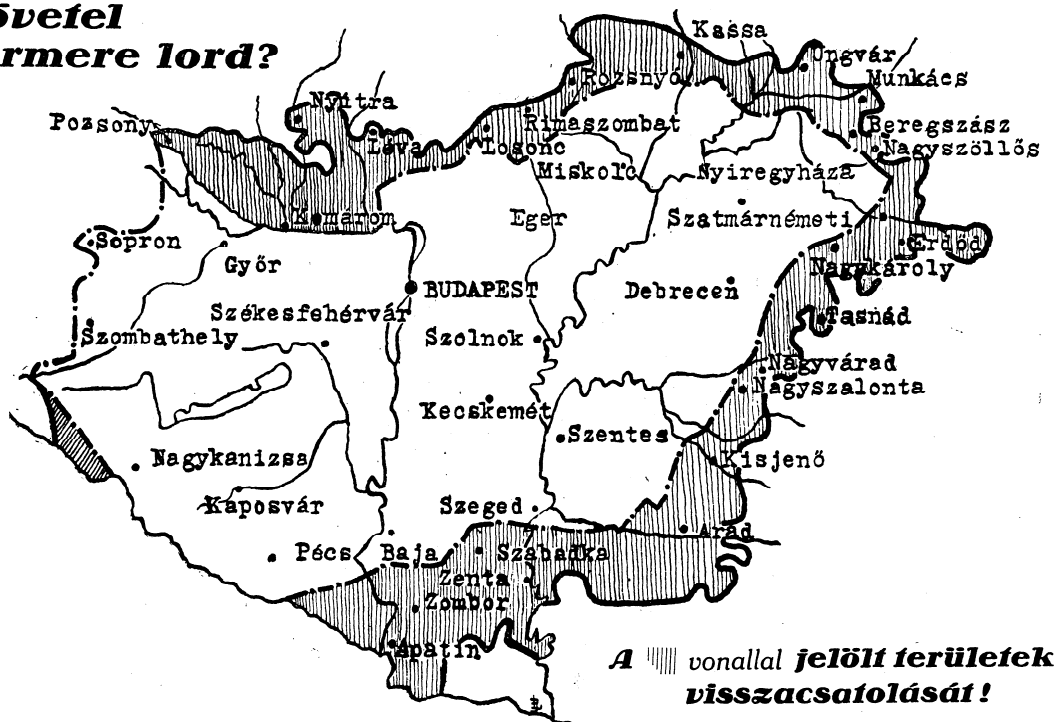 övetel
rmere lord?
Kassa
Ungvár
Rozsnyó
Munkács
Nyitra
Pozsony
Rimaszombat
Beregszász
Léva
Losonc
Nagyszöllős
Miskolc
Nyiregyháza
Komárom
Eger
Szatmárnémeti
Sopron
Erdőd
Győr
Nagykároly
BUDAPEST
Debrecen
Székesfehérvár
Tasnád
Szombathely
Szolnok
Nagyvárad
Nagyszalonta
Kecskemét
Szentes
Nagykanizsa
Kisjenő
Kaposvár
Szeged
Arad
Pécs
Baja
Szabadka
Zenta
Zombor
Apatin
A vonallal jelölt területek
visszacsatolását!